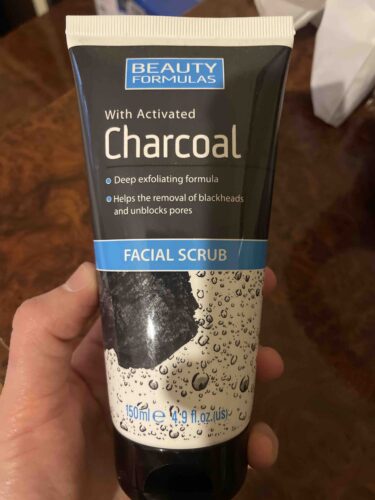 BEAUTY
FORMULAS
With Activated
Charcoal
Deep exfoliating formula
Helps the removal of blackheads
and unblocks pores
FACIAL SCRUB
150ml ℮ 4.9 fl.oz.(us)